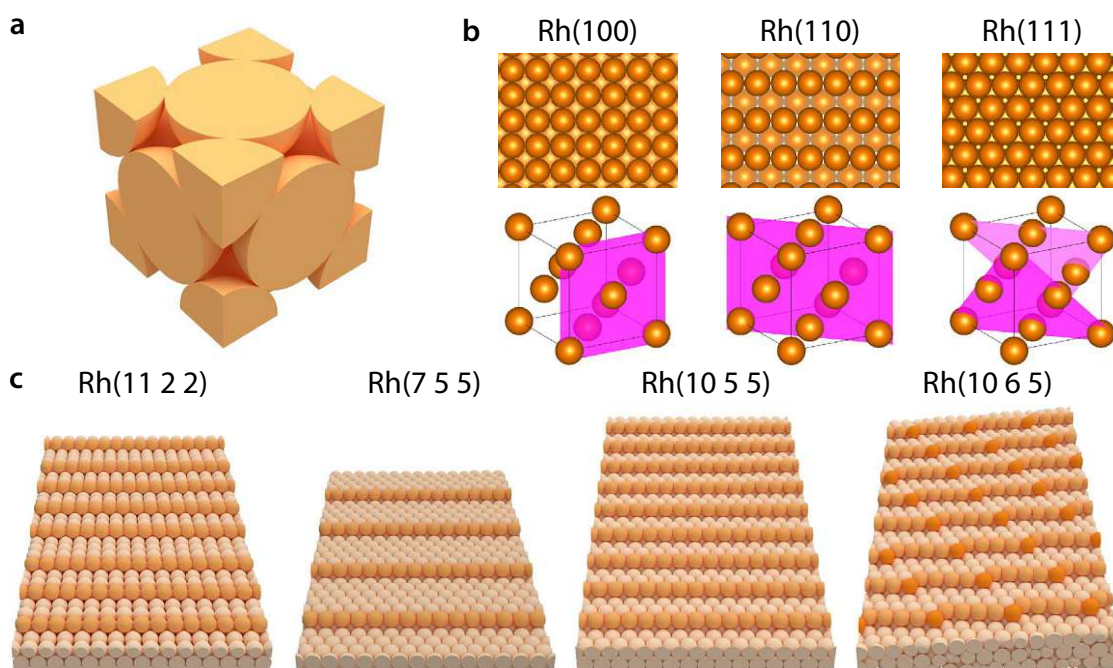 a
b
Rh(100)
Rh(110)
Rh(111)
c
Rh(11 2 2)
Rh(7 5 5)
Rh(10 5 5)
Rh(10 6 5)